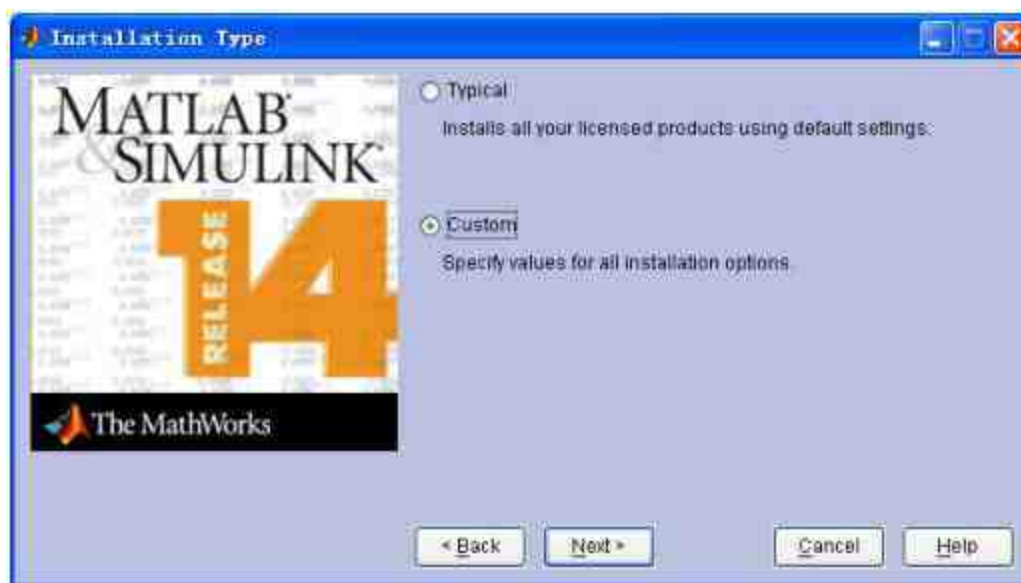 Installation Type
MATLAB®
& SIMULINK®
RELEASE
14
The MathWorks
Typical
Installs all your licensed products using default settings.
Custom
Specify values for all installation options.
< Back
Next >
Cancel
Help